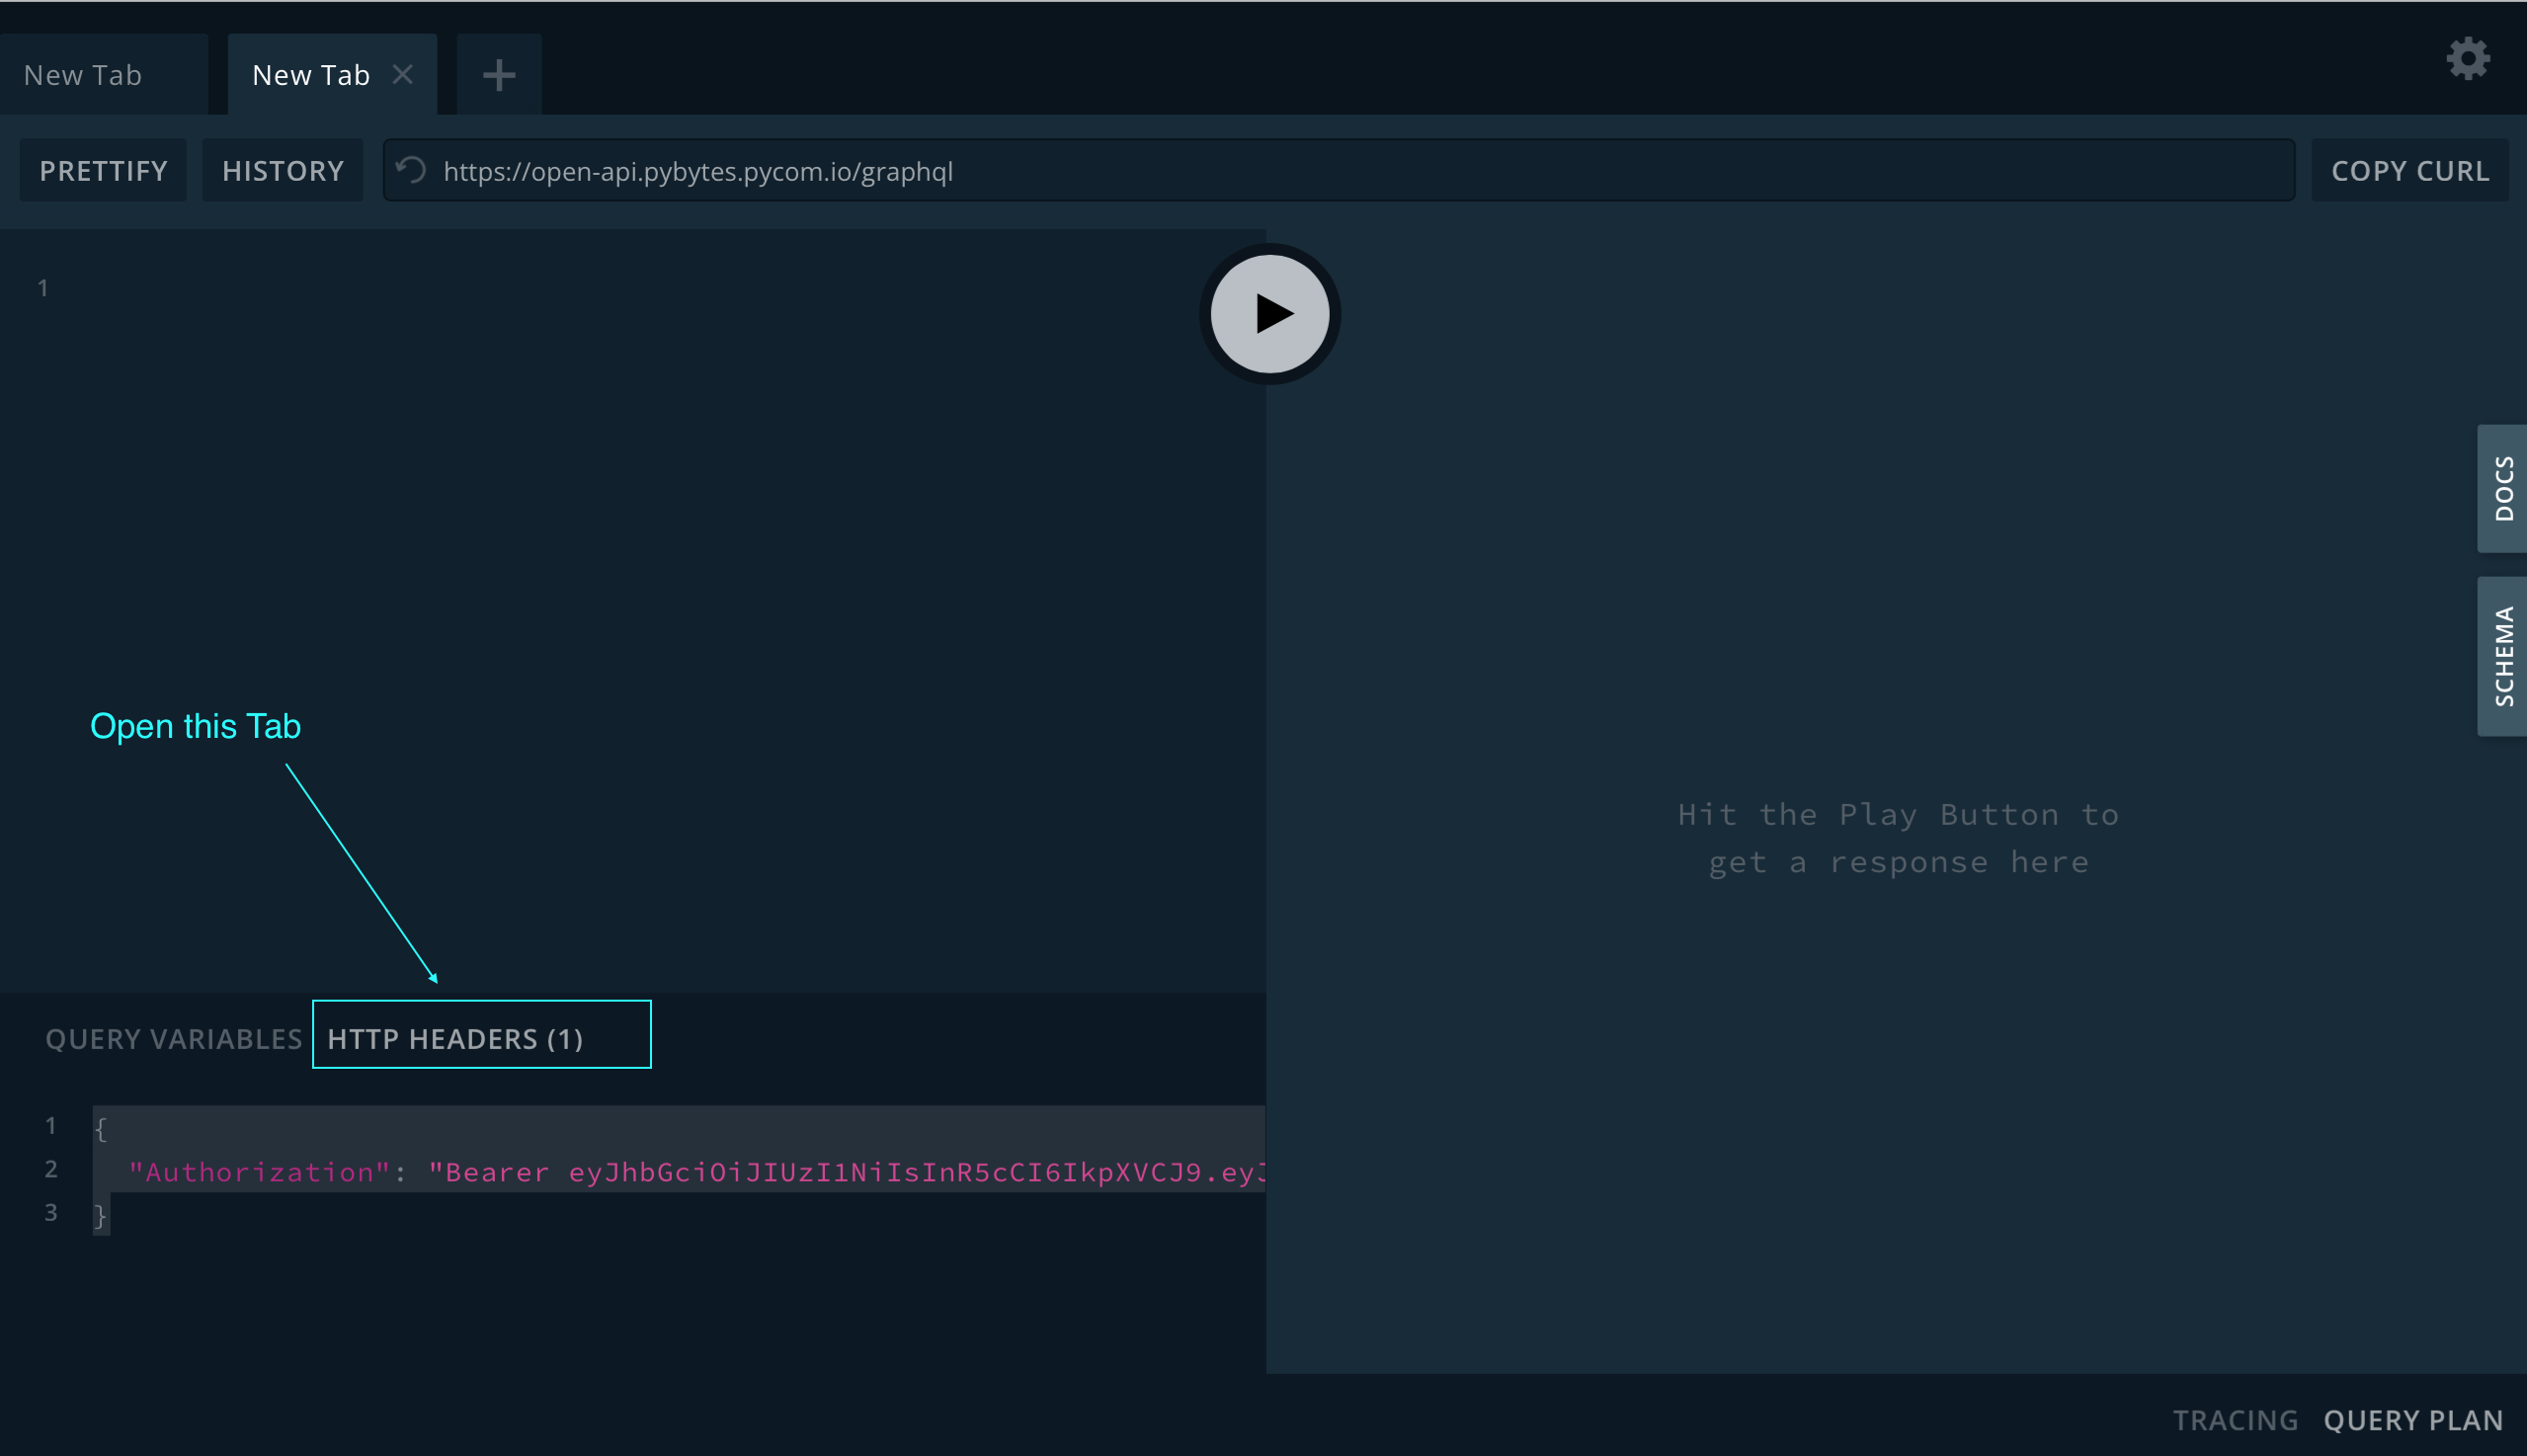 New Tab
New Tab
PRETTIFY
HISTORY
https://open-api.pybytes.pycom.io/graphql
COPY CURL
1
DOCS
SCHEMA
Open this Tab
Hit the Play Button to
get a response here
QUERY VARIABLES
HTTP HEADERS (1)
1 {
2 "Authorization": "Bearer eyJhbGciOiJIUzI1NiIsInR5cCI6IkpXVCJ9.eyJ
3 }
TRACING
QUERY PLAN